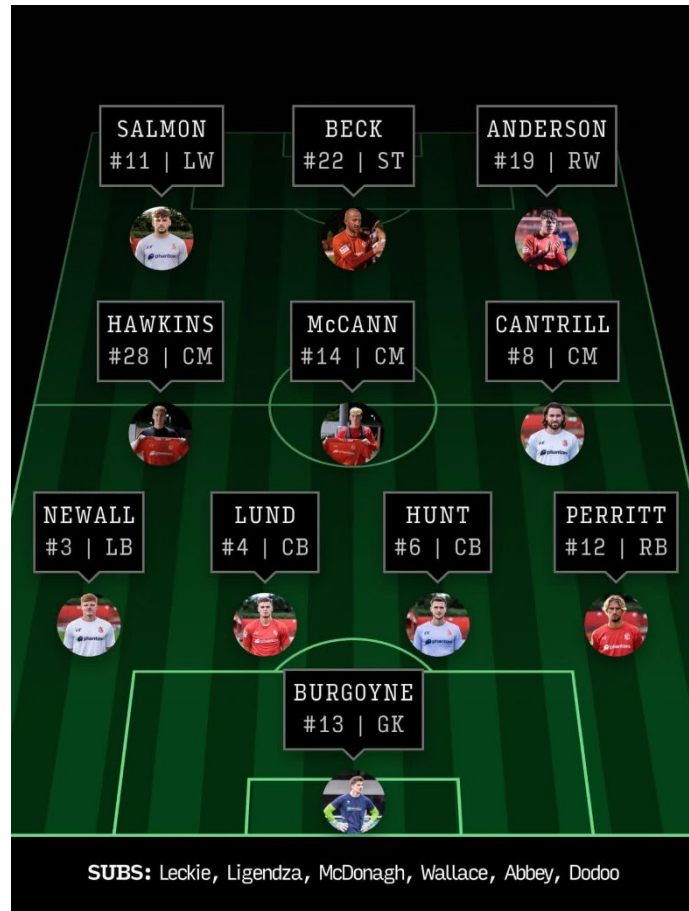 SALMON
#11 | LW
BECK
#22 | ST
ANDERSON
#19 | RW
HAWKINS
#28 | CM
McCANN
#14 | CM
CANTRILL
#8 | CM
NEWALL
#3 | LB
LUND
#4 | CB
HUNT
#6 | CB
PERRITT
#12 | RB
BURGOYNE
#13 | GK
SUBS: Leckie, Ligendza, McDonagh, Wallace, Abbey, Dodoo